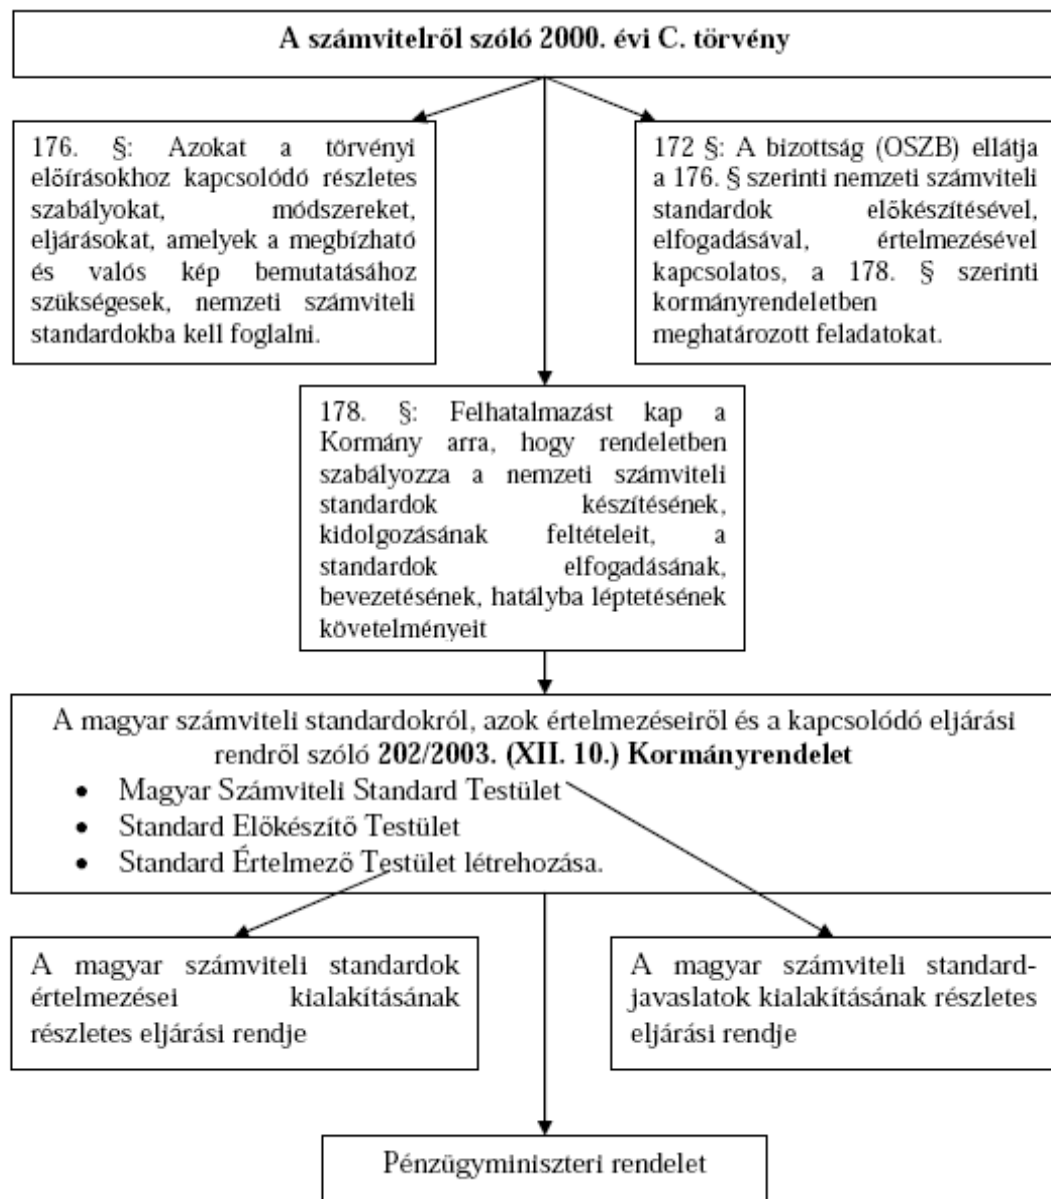 A számvitelről szóló 2000. évi C. törvény
176. §: Azokat a törvényi
előírásokhoz kapcsolódó részletes
szabályokat, módszereket,
eljárásokat, amelyek a megbízható
és valós kép bemutatásához
szükségesek, nemzeti számviteli
standardokba kell foglalni.
172 §: A bizottság (OSZB) ellátja
a 176. § szerinti nemzeti számviteli
standardok előkészítésével,
elfogadásával, értelmezésével
kapcsolatos, a 178. § szerinti
kormányrendeletben
meghatározott feladatokat.
178. §: Felhatalmazást kap a
Kormány arra, hogy rendeletben
szabályozza a nemzeti számviteli
standardok készítésének,
kidolgozásának feltételeit, a
standardok elfogadásának,
bevezetésének, hatályba léptetésének
követelményeit
A magyar számviteli standardokról, azok értelmezéseiről és a kapcsolódó eljárási
rendről szóló 202/2003. (XII. 10.) Kormányrendelet
• Magyar Számviteli Standard Testület
• Standard Előkészítő Testület
• Standard Értelmező Testület létrehozása.
A magyar számviteli standardok
értelmezései kialakításának
részletes eljárási rendje
A magyar számviteli standard-
javaslatok kialakításának részletes
eljárási rendje
Pénzügyminiszteri rendelet